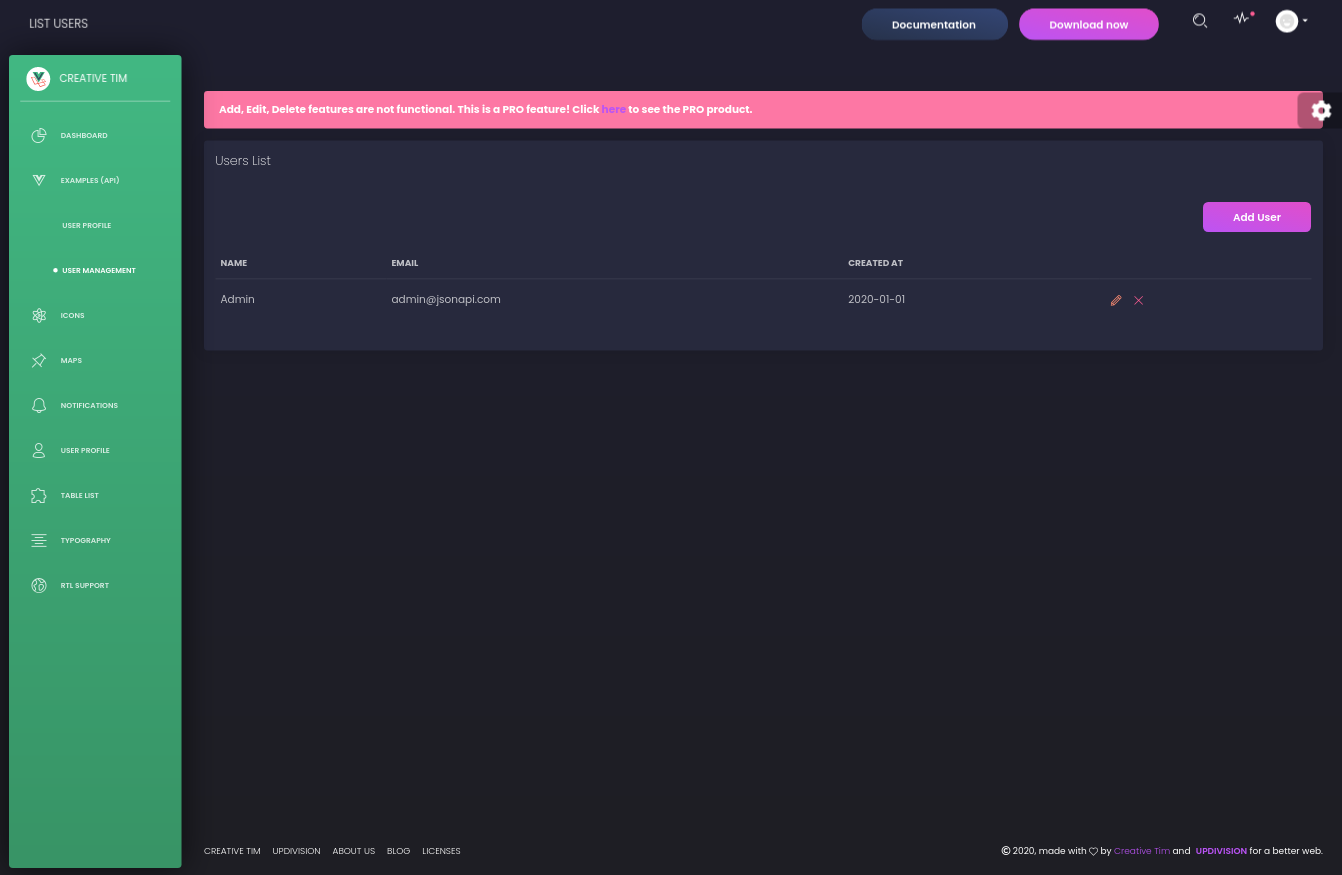 LIST USERS
Documentation
Download now
CREATIVE TIM
DASHBOARD
EXAMPLES (API)
USER PROFILE
USER MANAGEMENT
ICONS
MAPS
NOTIFICATIONS
USER PROFILE
TABLE LIST
TYPOGRAPHY
RTL SUPPORT
Add, Edit, Delete features are not functional. This is a PRO feature! Click here to see the PRO product.
Users List
Add User
NAME EMAIL CREATED AT
Admin admin@jsonapi.com 2020-01-01
CREATIVE TIM UPDIVISION ABOUT US BLOG LICENSES
© 2020, made with ♡ by Creative Tim and UPDIVISION for a better web.